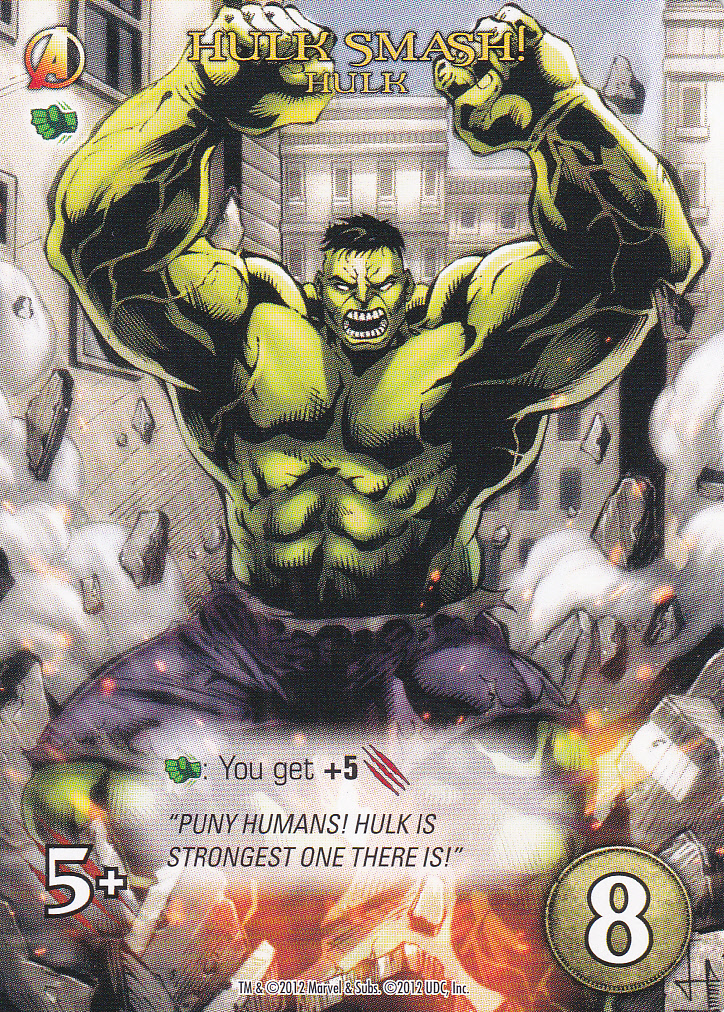 HULK SMASH!
HULK
: You get +5
"PUNY HUMANS! HULK IS
STRONGEST ONE THERE IS!"
5+
8
TM & ©2012 Marvel & Subs. ©2012 UDC, Inc.